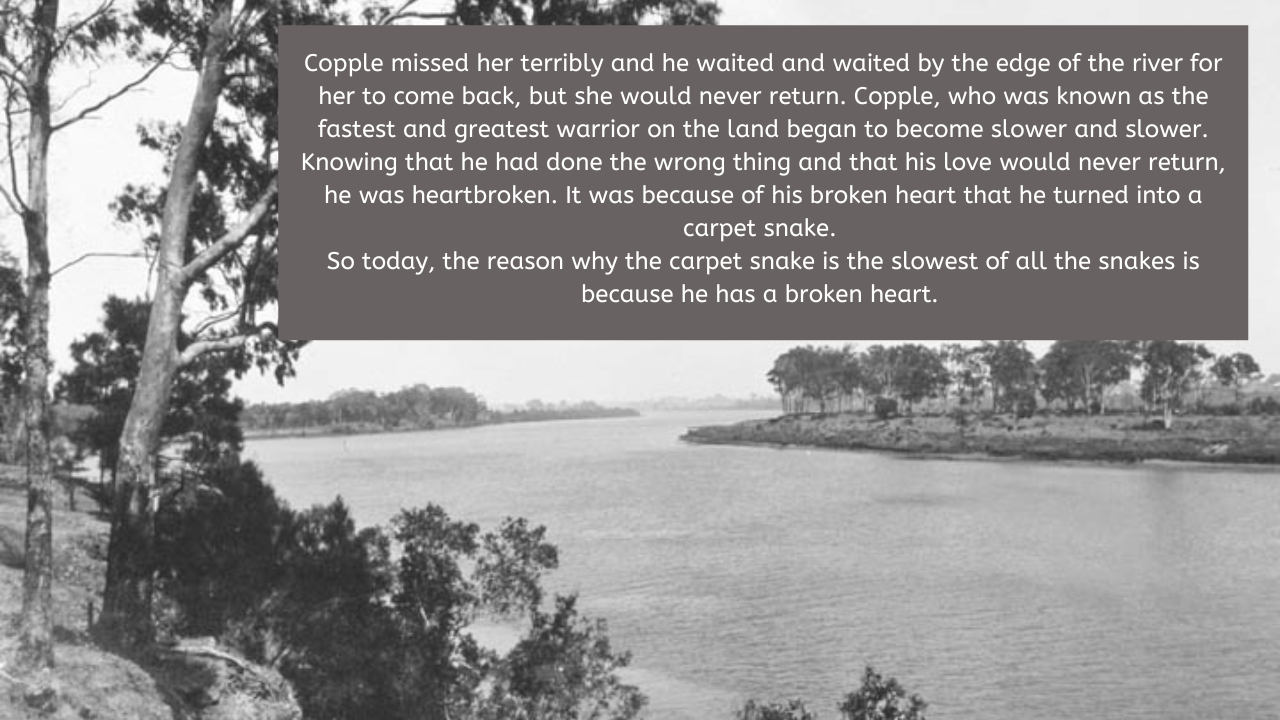 Copple missed her terribly and he waited and waited by the edge of the river for
her to come back, but she would never return. Copple, who was known as the
fastest and greatest warrior on the land began to become slower and slower.
Knowing that he had done the wrong thing and that his love would never return,
he was heartbroken. It was because of his broken heart that he turned into a
carpet snake.
So today, the reason why the carpet snake is the slowest of all the snakes is
because he has a broken heart.